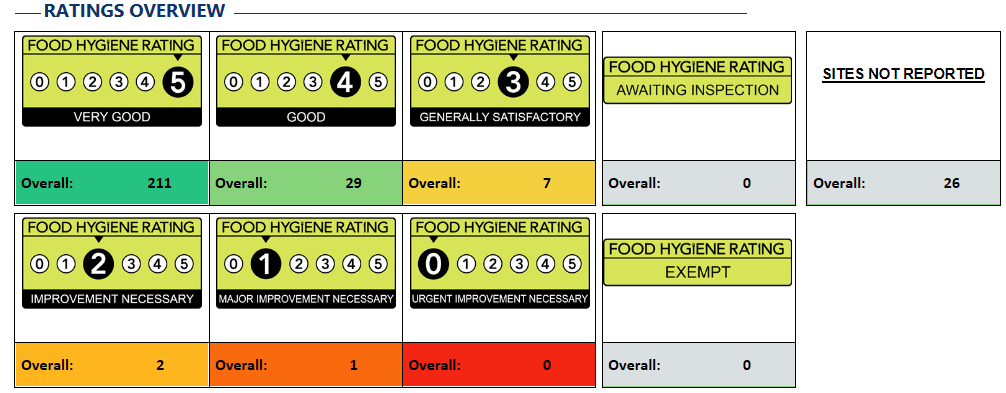 RATINGS OVERVIEW
FOOD HYGIENE RATING
0 1 2 3 4 5
VERY GOOD
Overall: 211
FOOD HYGIENE RATING
0 1 2 3 4 5
GOOD
Overall: 29
FOOD HYGIENE RATING
0 1 2 3 4 5
GENERALLY SATISFACTORY
Overall: 7
FOOD HYGIENE RATING
AWAITING INSPECTION
Overall: 0
SITES NOT REPORTED
Overall: 26
FOOD HYGIENE RATING
0 1 2 3 4 5
IMPROVEMENT NECESSARY
Overall: 2
FOOD HYGIENE RATING
0 1 2 3 4 5
MAJOR IMPROVEMENT NECESSARY
Overall: 1
FOOD HYGIENE RATING
0 1 2 3 4 5
URGENT IMPROVEMENT NECESSARY
Overall: 0
FOOD HYGIENE RATING
EXEMPT
Overall: 0